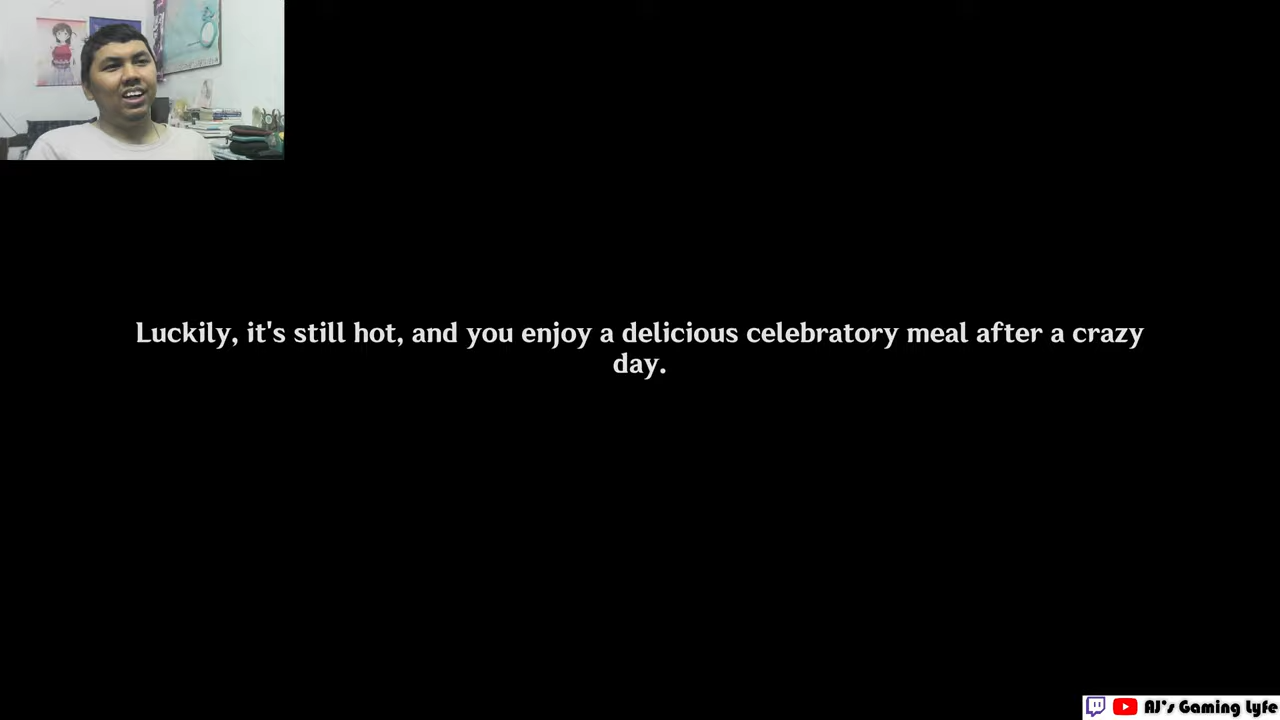 Luckily, it's still hot, and you enjoy a delicious celebratory meal after a crazy
day.
AJ's Gaming Lyfe